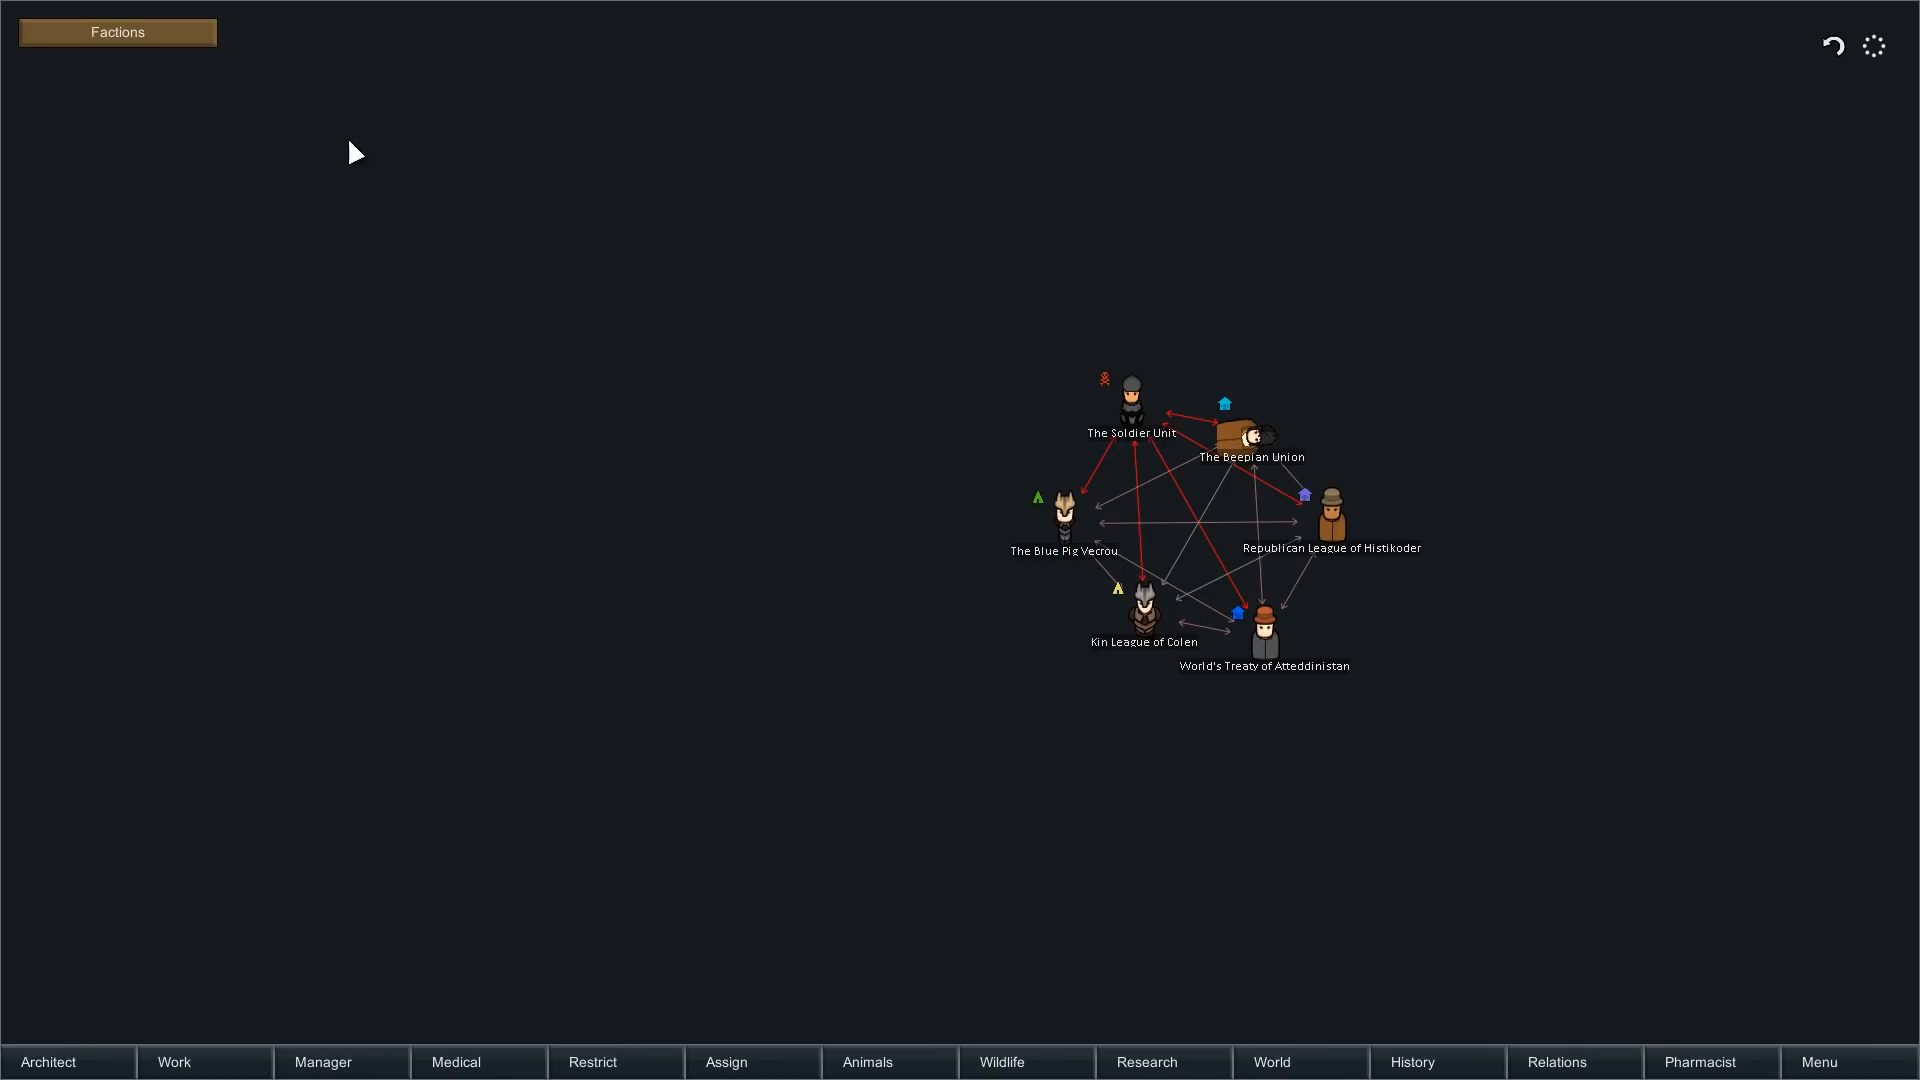 Factions
The Soldier Unit
The Beepian Union
Republican League of Histikoder
The Blue Pig Vecrou
Kin League of Colen
World's Treaty of Atteddinistan
Architect
Work
Manager
Medical
Restrict
Assign
Animals
Wildlife
Research
World
History
Relations
Pharmacist
Menu